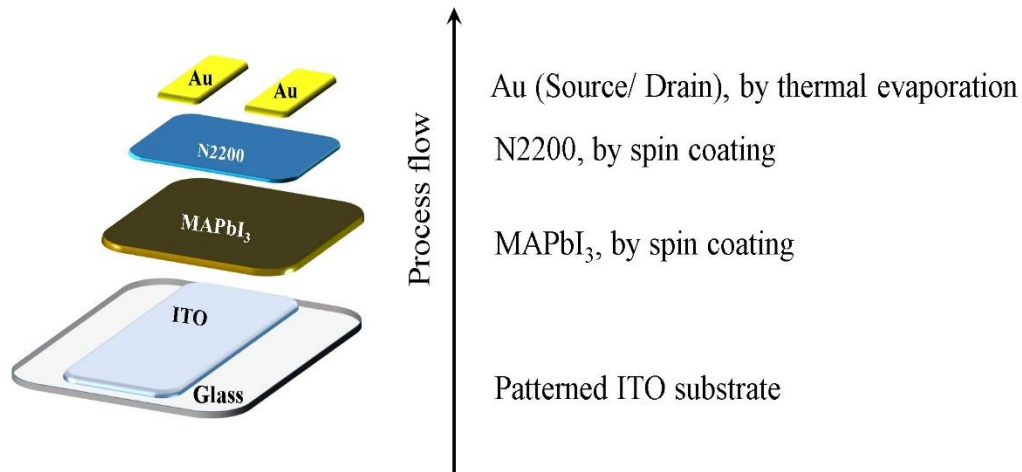 Au
Au
N2200
MAPbI₃
ITO
Glass
Process flow
Au (Source/ Drain), by thermal evaporation
N2200, by spin coating
MAPbI₃, by spin coating
Patterned ITO substrate